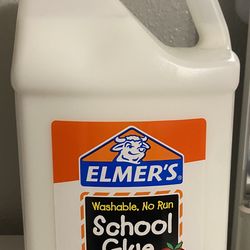 ELMER'S
Washable, No Run
School
Glue